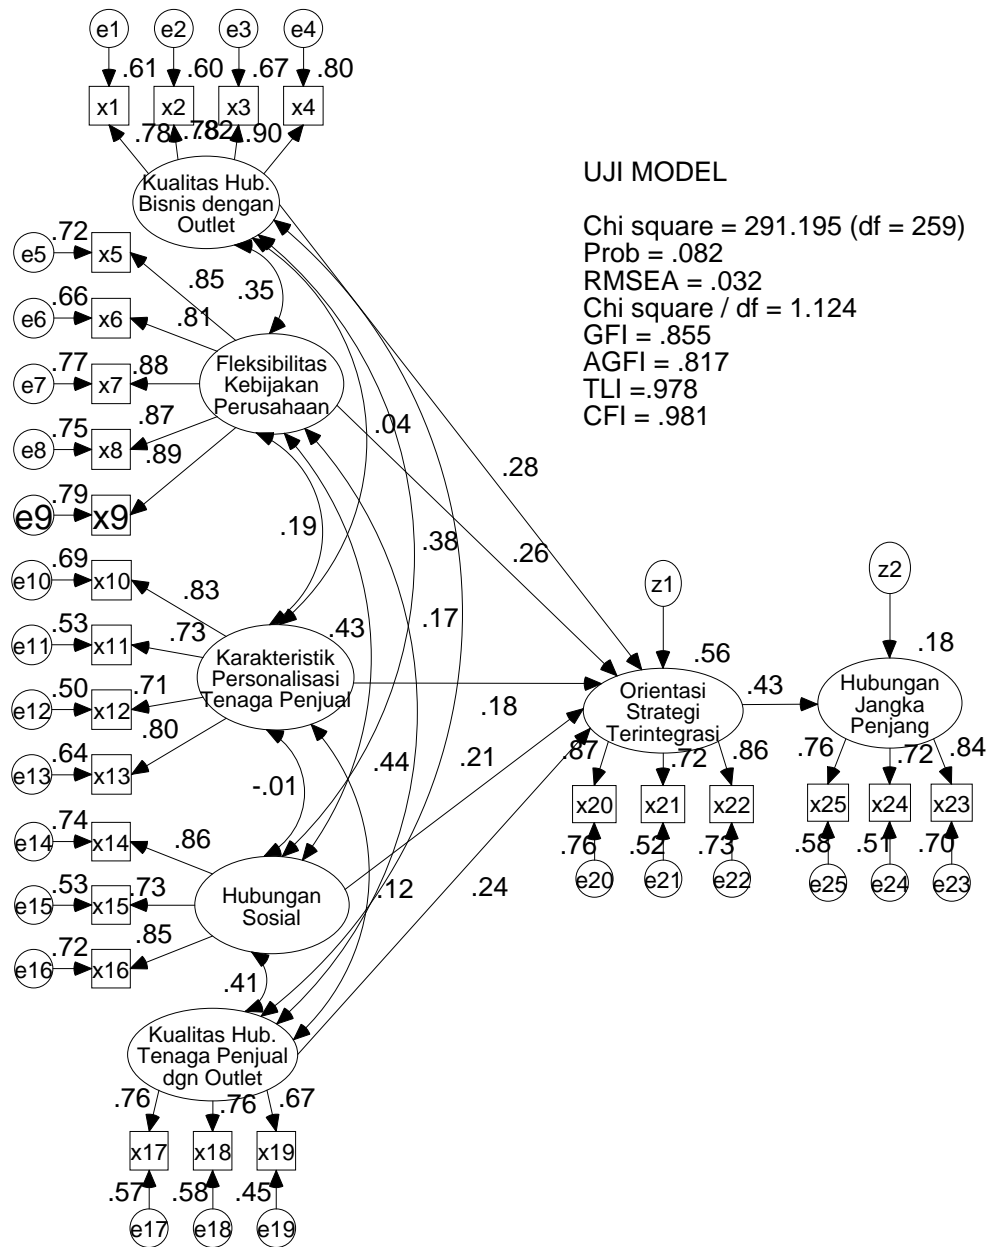 e1
e2
e3
e4
.61
.60
.67
.80
x1
x2
x3
x4
.78
.78
.82
.90
Kualitas Hub.
Bisnis dengan
Outlet
UJI MODEL
Chi square = 291.195 (df = 259)
Prob = .082
RMSEA = .032
Chi square / df = 1.124
GFI = .855
AGFI = .817
TLI =.978
CFI = .981
e5
.72
x5
.85
.35
e6
.66
x6
.81
e7
.77
x7
.88
Fleksibilitas
Kebijakan
Perusahaan
e8
.75
x8
.87
e9
.79
x9
.89
.04
.28
.19
.38
.26
e10
.69
x10
.83
e11
.53
x11
.73
.43
.17
e12
.50
x12
.71
Karakteristik
Personalisasi
Tenaga Penjual
e13
.64
x13
.80
z1
z2
.56
.18
Orientasi
Strategi
Terintegrasi
.43
Hubungan
Jangka
Penjang
.18
.21
.44
-.01
.87
.72
.86
.76
.72
.84
x20
x21
x22
x25
x24
x23
.76
.52
.73
.58
.51
.70
e20
e21
e22
e25
e24
e23
e14
.74
x14
.86
e15
.53
x15
.73
Hubungan
Sosial
.12
.24
e16
.72
x16
.85
.41
Kualitas Hub.
Tenaga Penjual
dgn Outlet
.76
.76
.67
x17
x18
x19
.57
.58
.45
e17
e18
e19